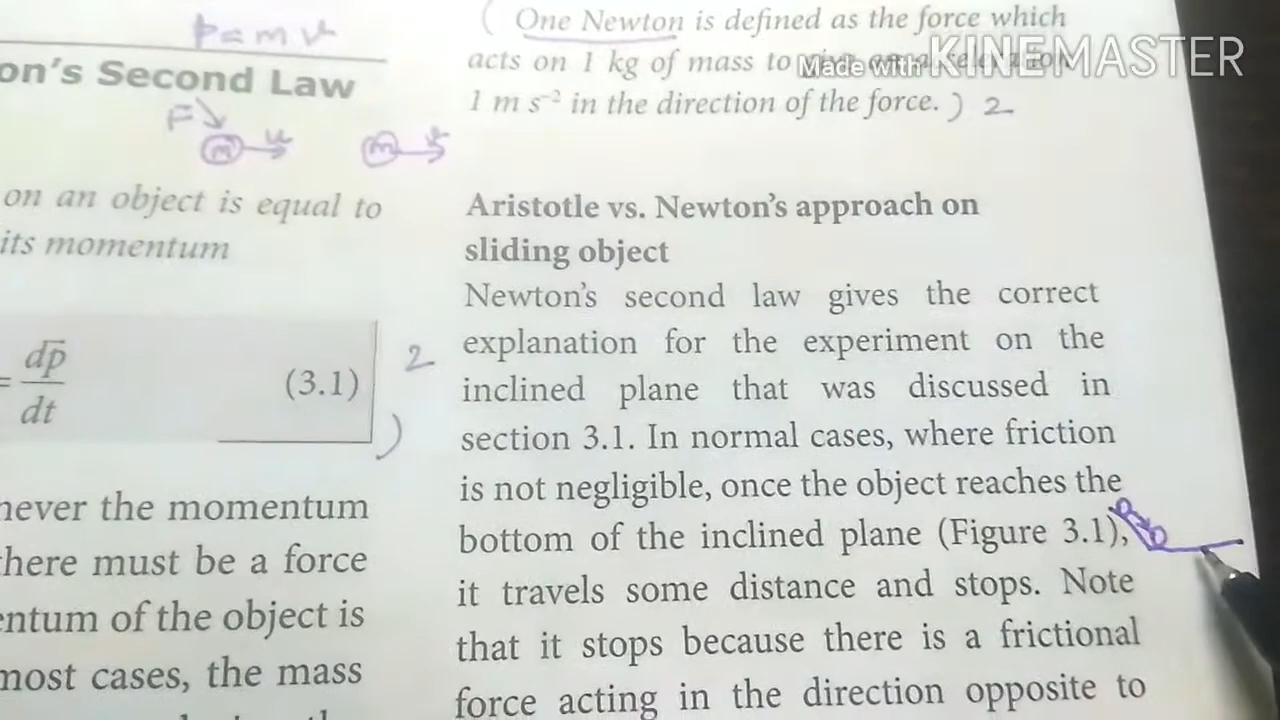 p = m v
on's Second Law
F
m u
m v
on an object is equal to
its momentum
= dp̅
dt
(3.1)
2
)
never the momentum
there must be a force
entum of the object is
most cases, the mass
( One Newton is defined as the force which
acts on 1 kg of mass to
1 m s⁻² in the direction of the force. ) 2
Made with KINEMASTER
Aristotle vs. Newton's approach on
sliding object
Newton's second law gives the correct
explanation for the experiment on the
inclined plane that was discussed in
section 3.1. In normal cases, where friction
is not negligible, once the object reaches the
bottom of the inclined plane (Figure 3.1),
it travels some distance and stops. Note
that it stops because there is a frictional
force acting in the direction opposite to